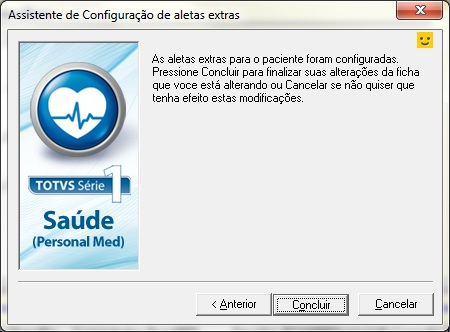 Assistente de Configuração de aletas extras
As aletas extras para o paciente foram configuradas.
Pressione Concluir para finalizar suas alterações da ficha
que voce está alterando ou Cancelar se não quiser que
tenha efeito estas modificações.
TOTVS Série 1
Saúde
(Personal Med)
< Anterior
Concluir
Cancelar